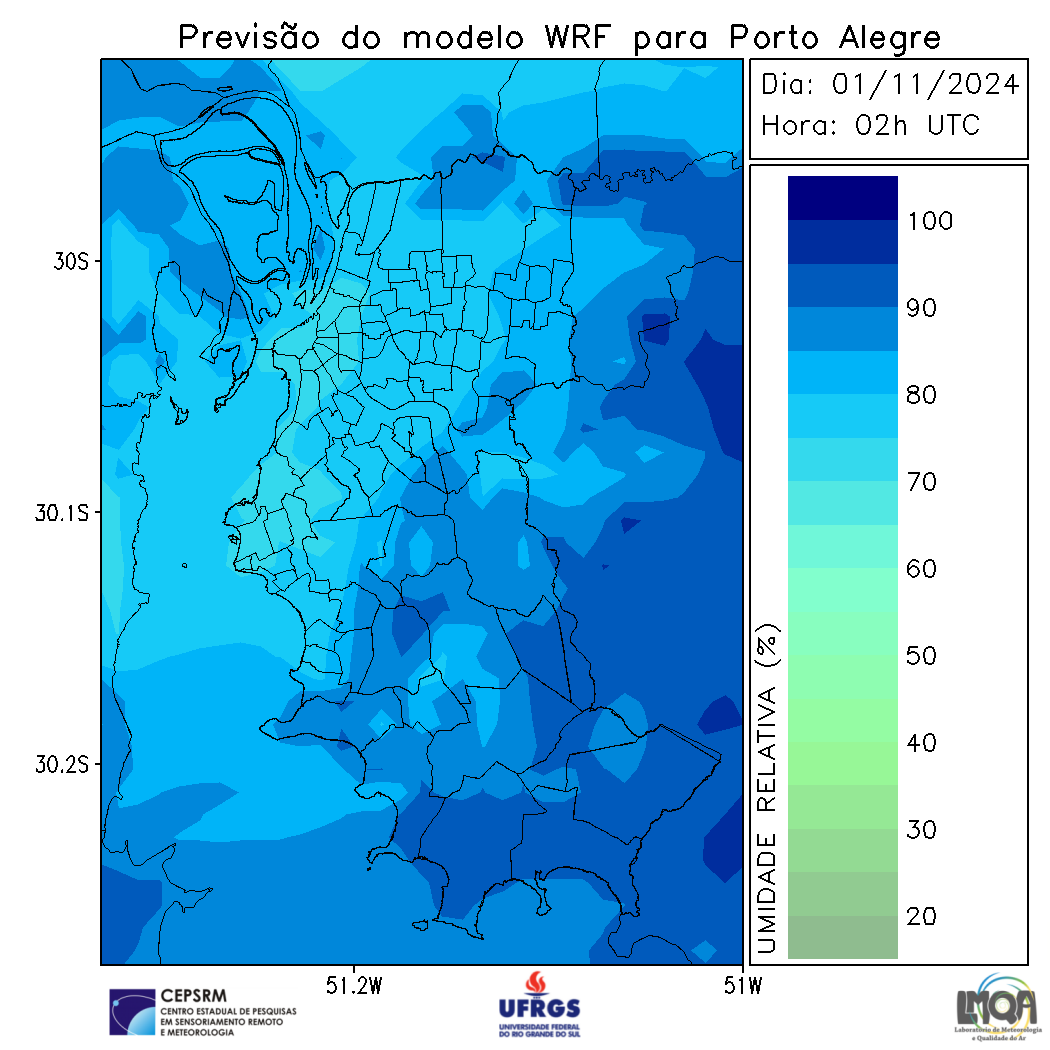 Previsão do modelo WRF para Porto Alegre
Dia: 01/11/2024
Hora: 02h UTC
30S
30.1S
30.2S
51.2W
51W
UMIDADE RELATIVA (%)
100
90
80
70
60
50
40
30
20
CEPSRM
CENTRO ESTADUAL DE PESQUISAS
EM SENSORIAMENTO REMOTO
E METEOROLOGIA
UFRGS
UNIVERSIDADE FEDERAL
DO RIO GRANDE DO SUL
LMQA
Laboratório de Meteorologia
e Qualidade do Ar